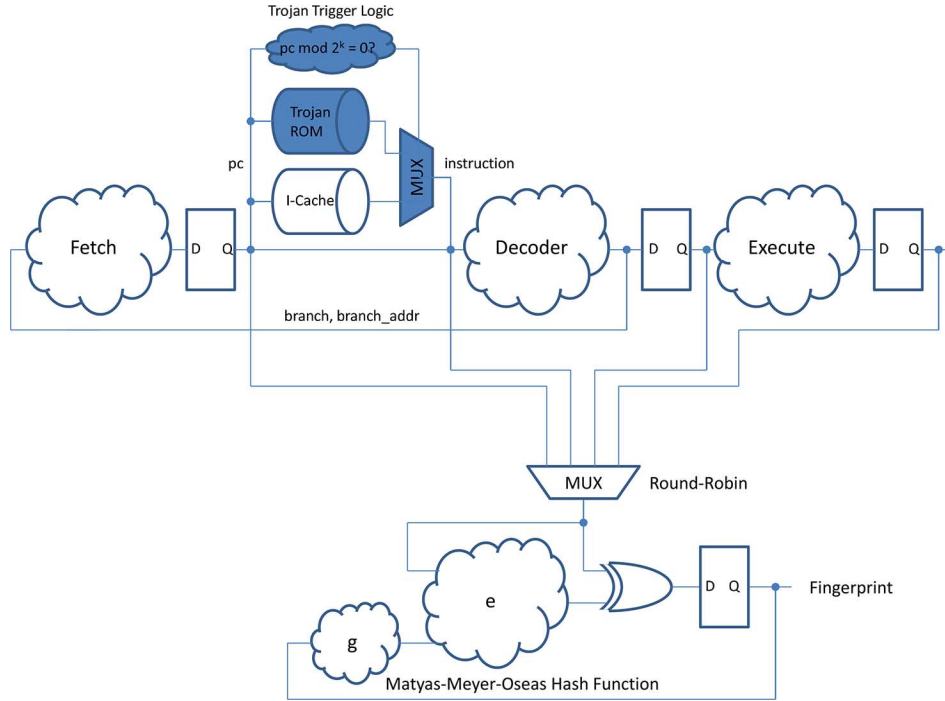 Trojan Trigger Logic
pc mod 2ᵏ = 0?
Trojan
ROM
pc
MUX
instruction
I-Cache
Fetch
D Q
Decoder
D Q
Execute
D Q
branch, branch_addr
MUX
Round-Robin
e
D Q
Fingerprint
g
Matyas-Meyer-Oseas Hash Function